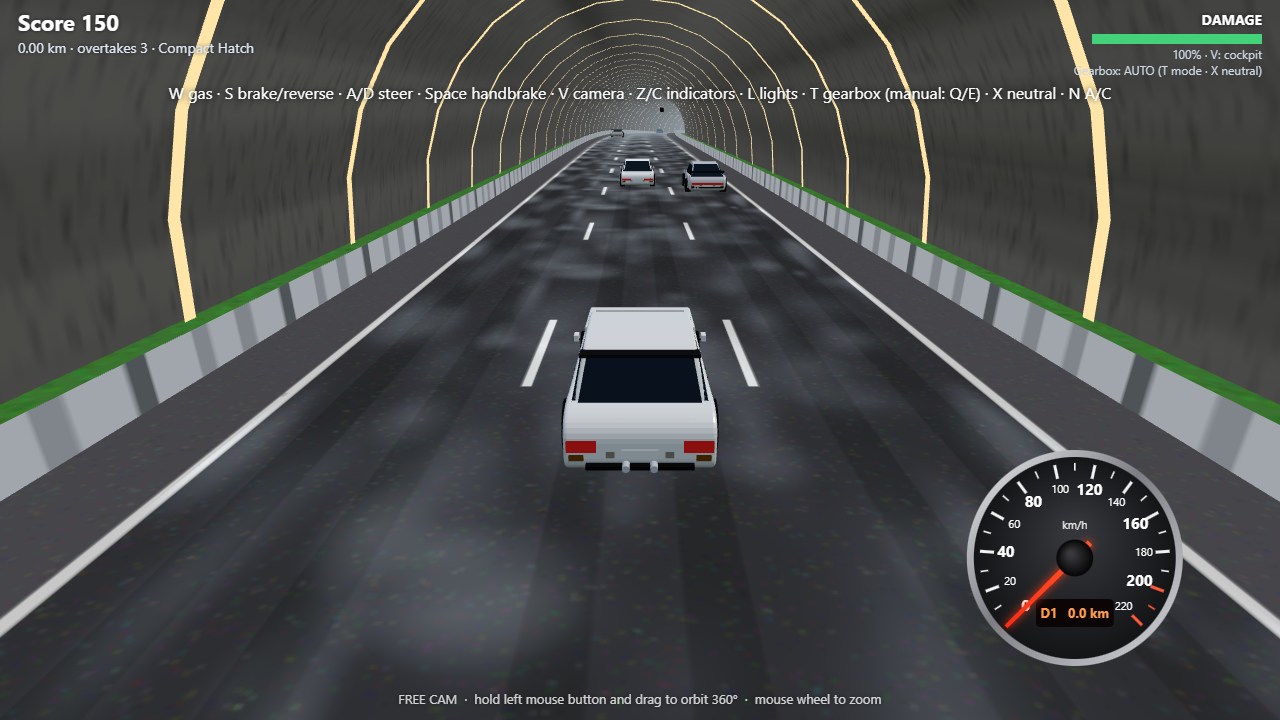 Score 150
0.00 km · overtakes 3 · Compact Hatch
DAMAGE
100% · V: cockpit
Gearbox: AUTO (T mode · X neutral)
W gas · S brake/reverse · A/D steer · Space handbrake · V camera · Z/C indicators · L lights · T gearbox (manual: Q/E) · X neutral · N A/C
0
20
40
60
80
100
120
140
160
180
200
220
km/h
D1 0.0 km
FREE CAM · hold left mouse button and drag to orbit 360° · mouse wheel to zoom